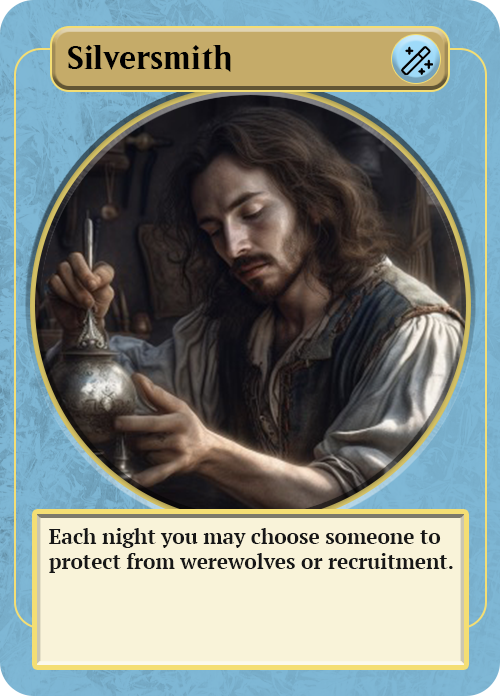 Silversmith
Each night you may choose someone to
protect from werewolves or recruitment.